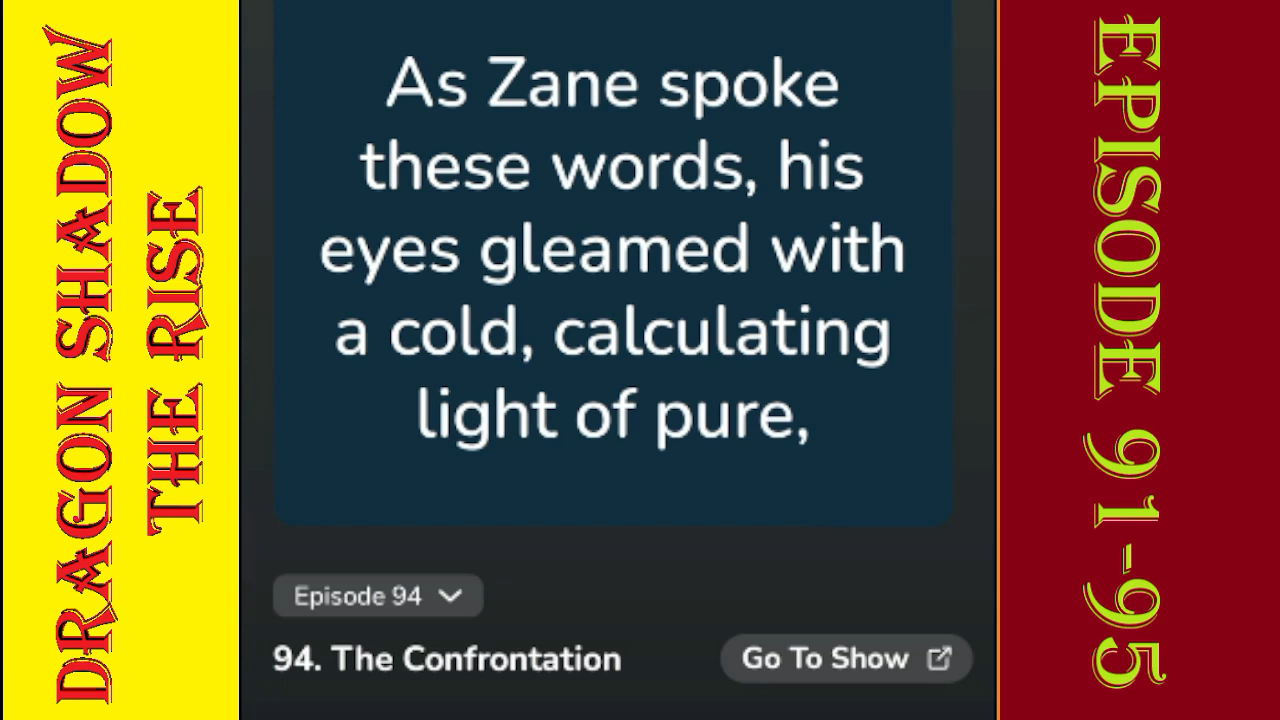 DRAGON SHADOW
THE RISE
As Zane spoke
these words, his
eyes gleamed with
a cold, calculating
light of pure,
Episode 94
94. The Confrontation
Go To Show
EPISODE 91-95